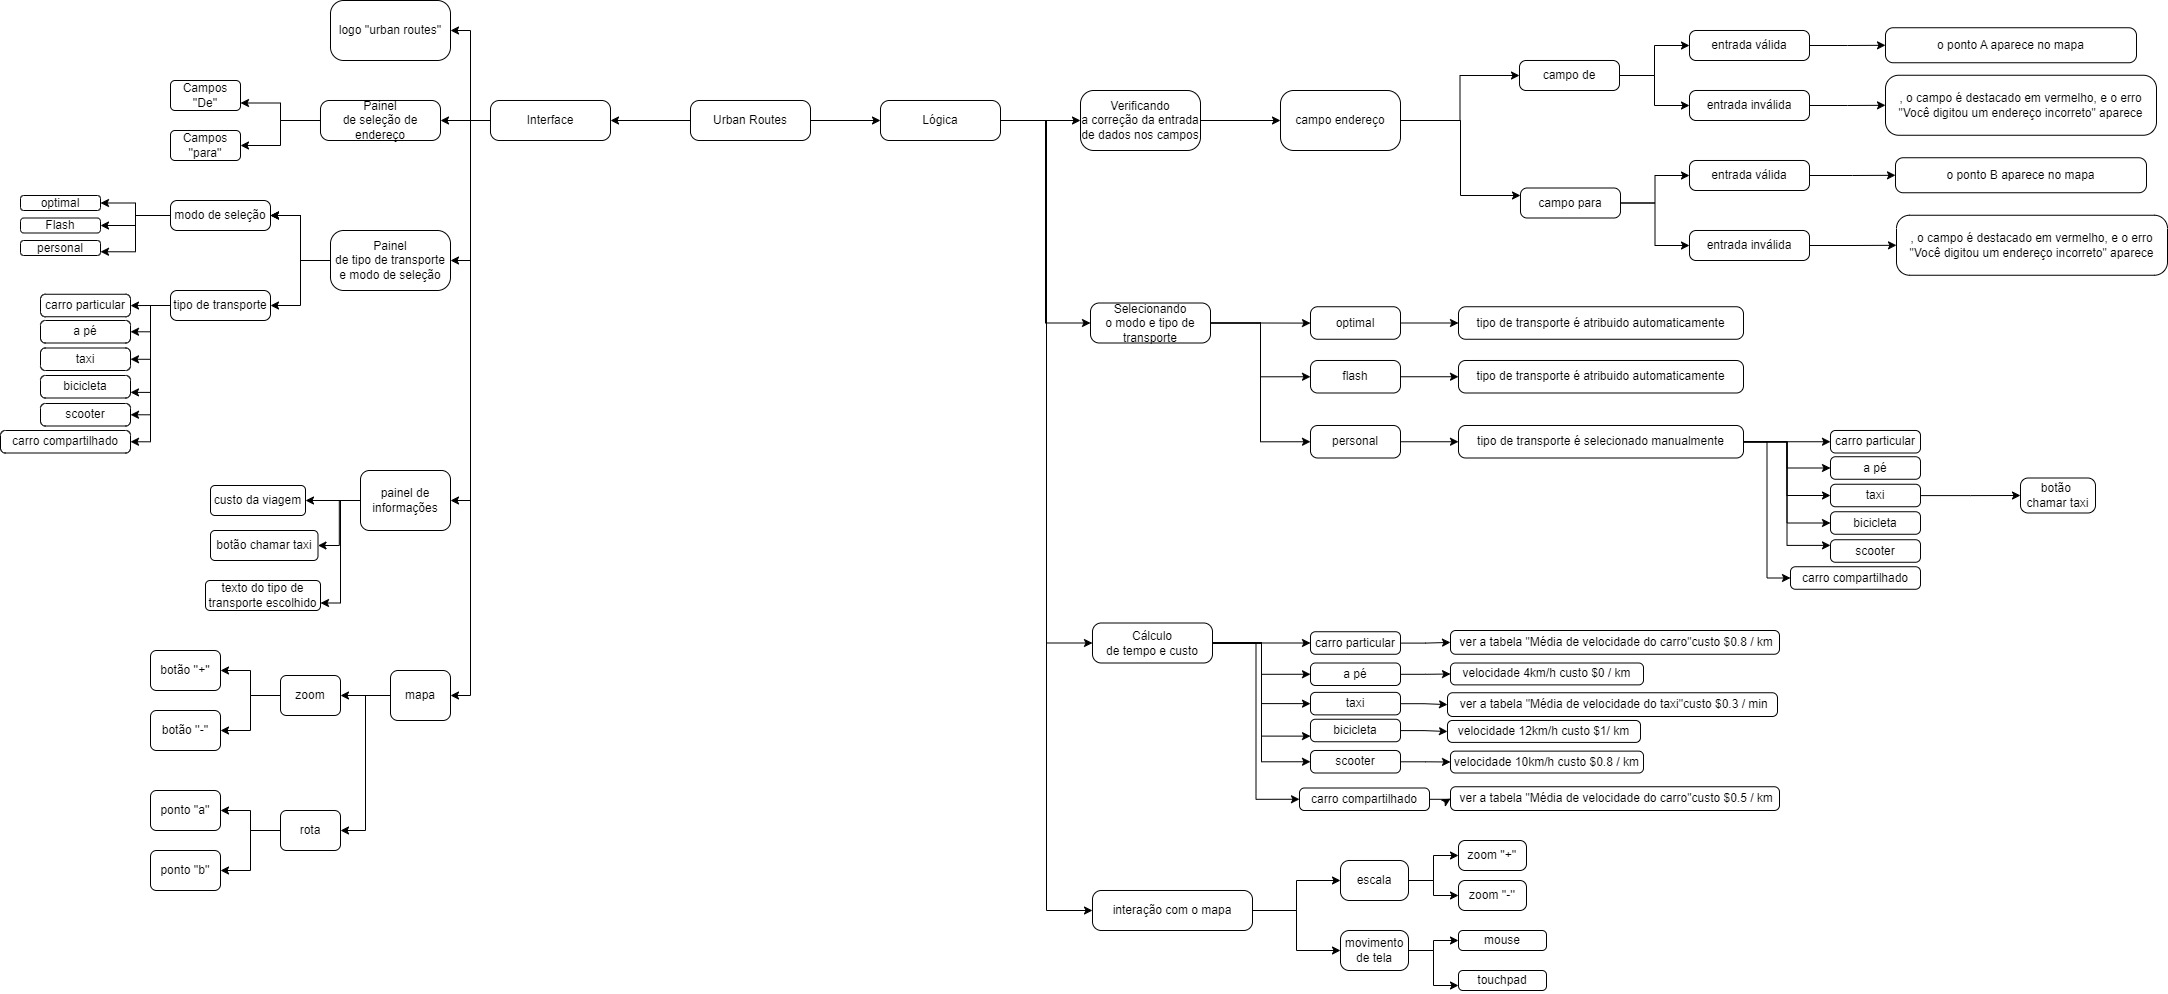 logo "urban routes"
Campos
"De"
Campos
"para"
Painel
de seleção de
endereço
Interface
Urban Routes
Lógica
optimal
Flash
personal
modo de seleção
Painel
de tipo de transporte
e modo de seleção
tipo de transporte
carro particular
a pé
taxi
bicicleta
scooter
carro compartilhado
painel de
informações
custo da viagem
botão chamar taxi
texto do tipo de
transporte escolhido
mapa
zoom
botão "+"
botão "-"
rota
ponto "a"
ponto "b"
Verificando
a correção da entrada
de dados nos campos
campo endereço
campo de
entrada válida
o ponto A aparece no mapa
entrada inválida
, o campo é destacado em vermelho, e o erro
"Você digitou um endereço incorreto" aparece
campo para
entrada válida
o ponto B aparece no mapa
entrada inválida
, o campo é destacado em vermelho, e o erro
"Você digitou um endereço incorreto" aparece
Selecionando
o modo e tipo de
transporte
optimal
tipo de transporte é atribuido automaticamente
flash
tipo de transporte é atribuido automaticamente
personal
tipo de transporte é selecionado manualmente
carro particular
a pé
taxi
botão
chamar taxi
bicicleta
scooter
carro compartilhado
Cálculo
de tempo e custo
carro particular
ver a tabela "Média de velocidade do carro"custo $0.8 / km
a pé
velocidade 4km/h custo $0 / km
taxi
ver a tabela "Média de velocidade do taxi"custo $0.3 / min
bicicleta
velocidade 12km/h custo $1/ km
scooter
velocidade 10km/h custo $0.8 / km
carro compartilhado
ver a tabela "Média de velocidade do carro"custo $0.5 / km
interação com o mapa
escala
zoom "+"
zoom "-"
movimento
de tela
mouse
touchpad